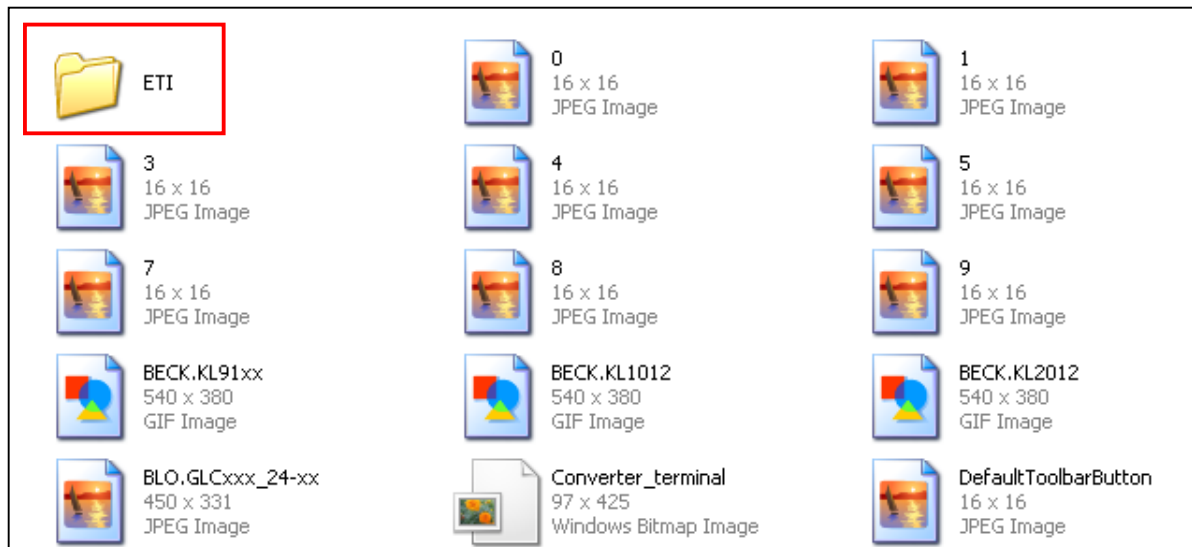 ETI
0
16 x 16
JPEG Image
1
16 x 16
JPEG Image
3
16 x 16
JPEG Image
4
16 x 16
JPEG Image
5
16 x 16
JPEG Image
7
16 x 16
JPEG Image
8
16 x 16
JPEG Image
9
16 x 16
JPEG Image
BECK.KL91xx
540 x 380
GIF Image
BECK.KL1012
540 x 380
GIF Image
BECK.KL2012
540 x 380
GIF Image
BLO.GLCxxx_24-xx
450 x 331
JPEG Image
Converter_terminal
97 x 425
Windows Bitmap Image
DefaultToolbarButton
16 x 16
JPEG Image